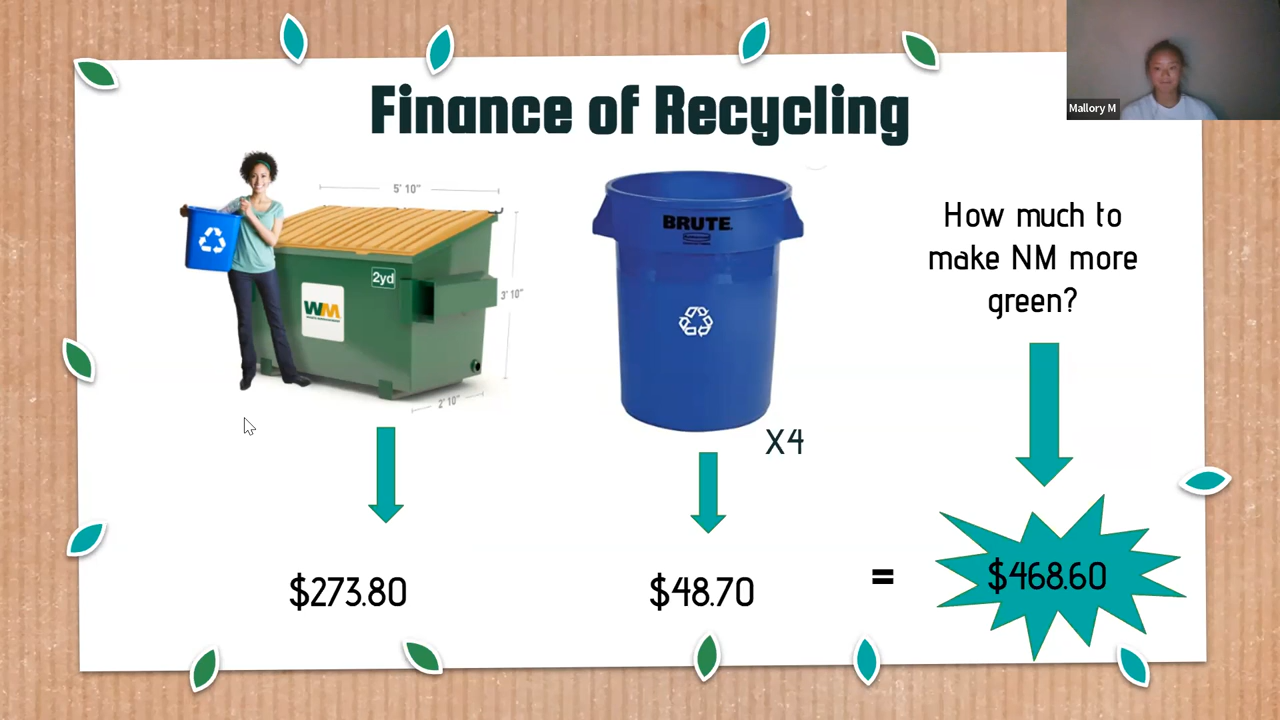 Mallory M
Finance of Recycling
5' 10"
2yd
WM
3' 10"
2' 10"
BRUTE
X4
How much to
make NM more
green?
$273.80
$48.70
=
$468.60